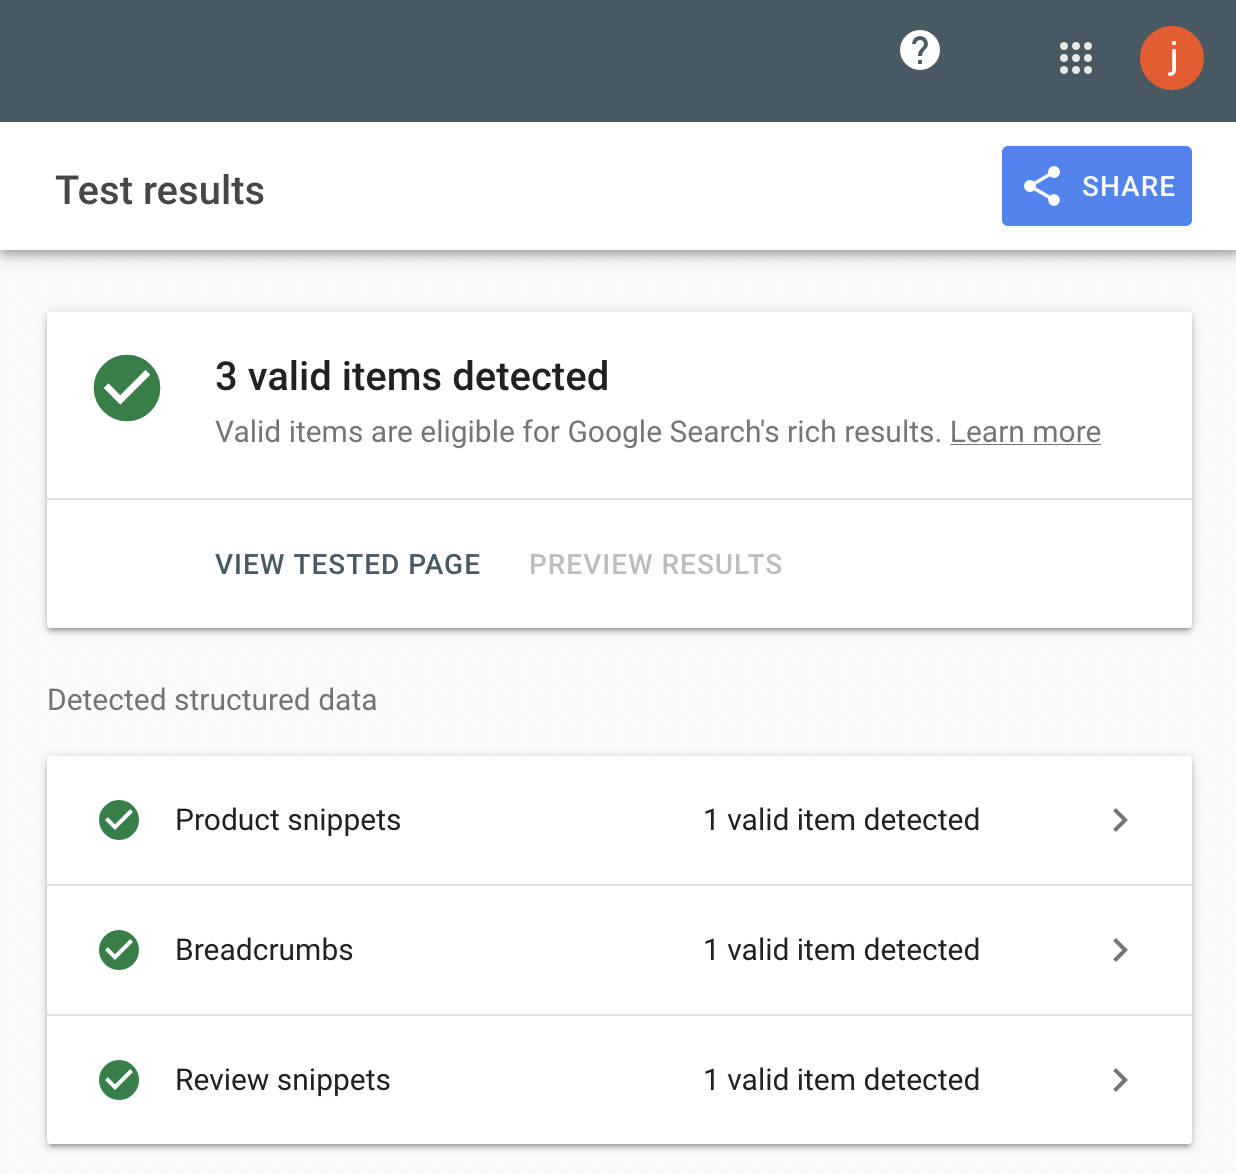 ?
j
Test results
SHARE
3 valid items detected
Valid items are eligible for Google Search's rich results. Learn more
VIEW TESTED PAGE PREVIEW RESULTS
Detected structured data
Product snippets 1 valid item detected
Breadcrumbs 1 valid item detected
Review snippets 1 valid item detected